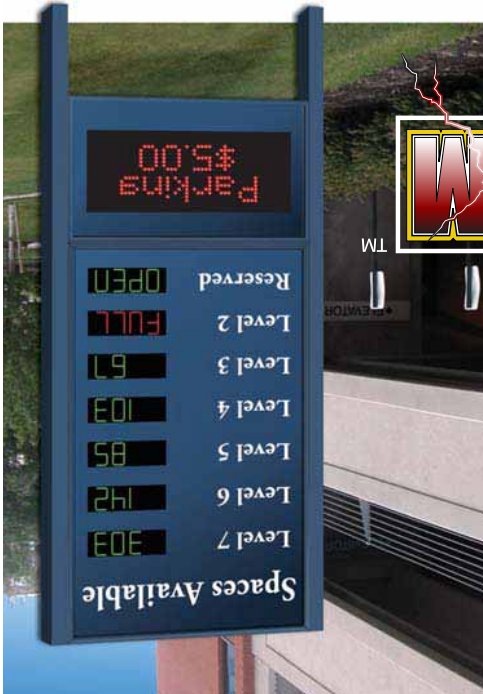 Spaces Available
Level 7 303
Level 6 142
Level 5 85
Level 4 103
Level 3 67
Level 2 FULL
Reserved OPEN
Parking
$5.00
ELEVATOR
TM
W